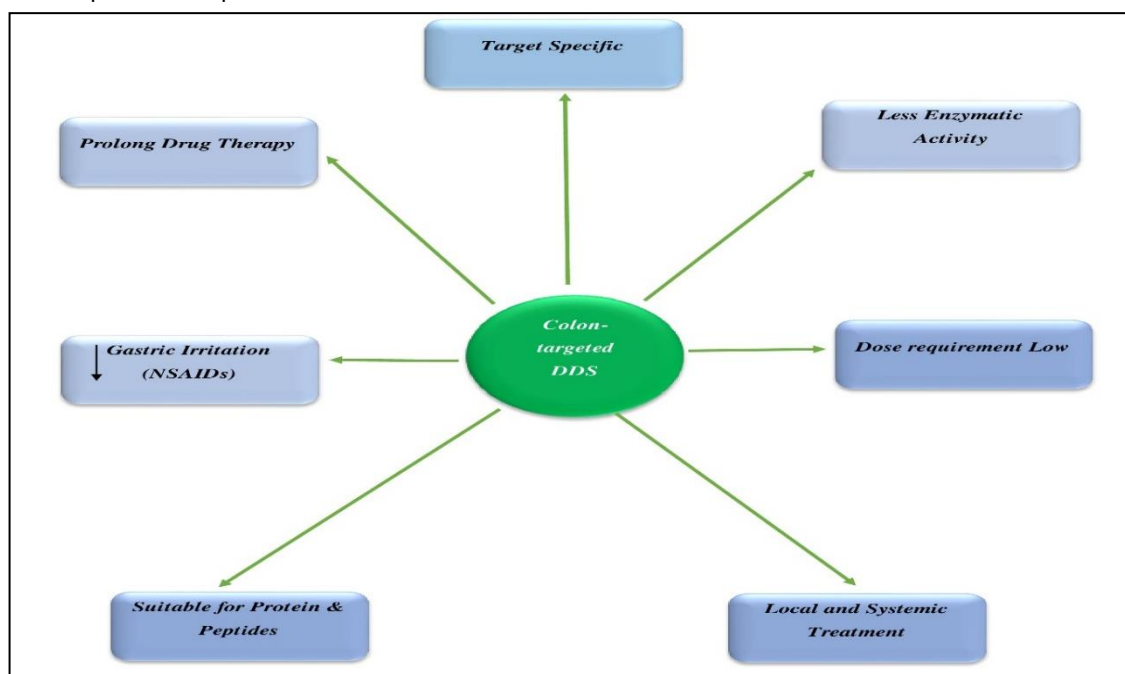 Target Specific
Prolong Drug Therapy
Less Enzymatic
Activity
Colon-
targeted
DDS
↓ Gastric Irritation
(NSAIDs)
Dose requirement Low
Suitable for Protein &
Peptides
Local and Systemic
Treatment